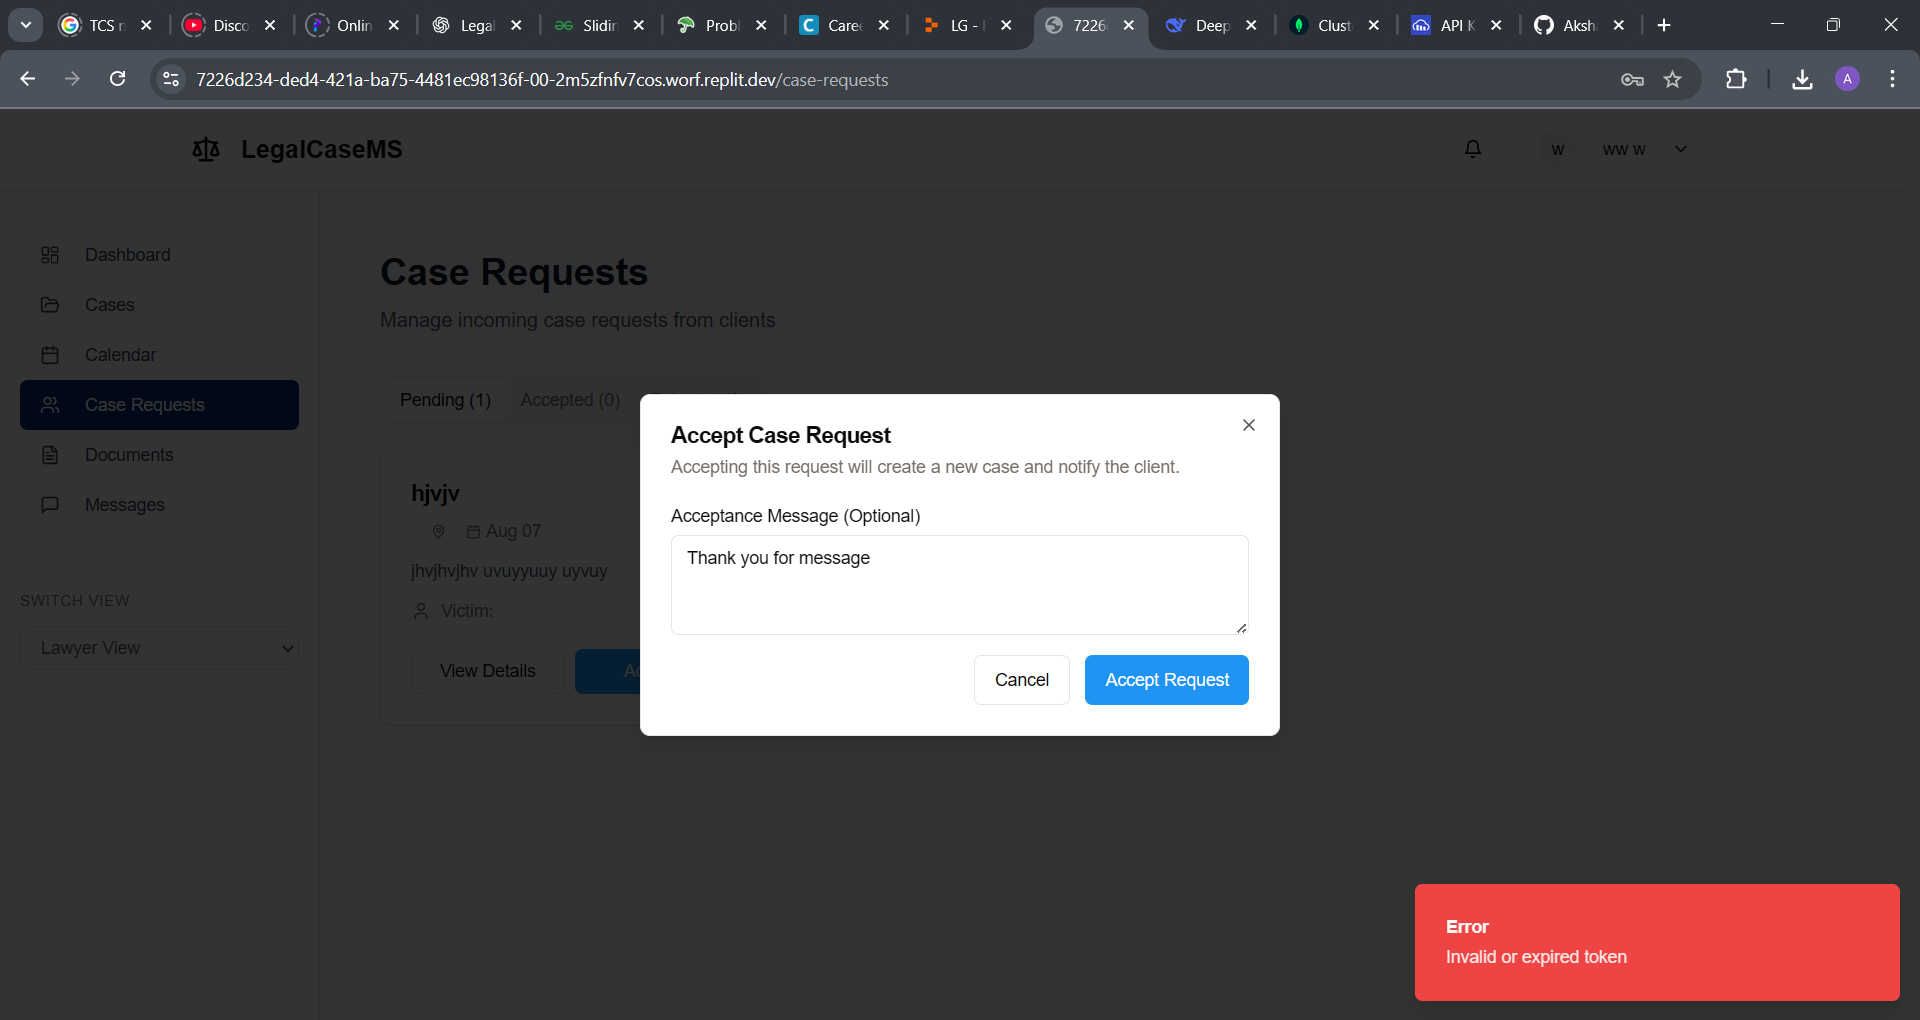 TCS n
Disco
Onlin
Legal
Slidin
Probl
Care
LG -
7226
Deep
Clust
API K
Aksh
7226d234-ded4-421a-ba75-4481ec98136f-00-2m5zfnfv7cos.worf.replit.dev/case-requests
A
LegalCaseMS
W
ww w
Dashboard
Cases
Calendar
Case Requests
Documents
Messages
SWITCH VIEW
Lawyer View
Case Requests
Manage incoming case requests from clients
Pending (1)
Accepted (0)
hjvjv
Aug 07
jhvjhvjhv uvuyyuuy uyvuy
Victim:
View Details
Accept Case Request
Accepting this request will create a new case and notify the client.
Acceptance Message (Optional)
Thank you for message
Cancel
Accept Request
Error
Invalid or expired token